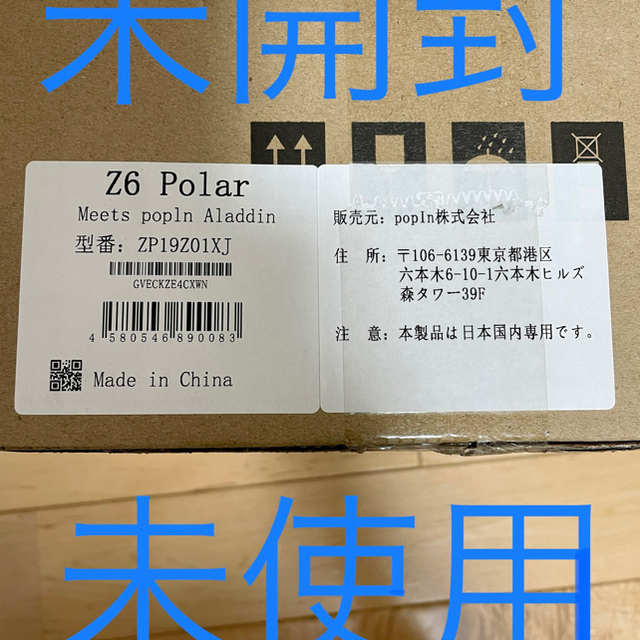 未開封
Z6 Polar
Meets popln Aladdin
型番: ZP19Z01XJ
GVECKZE4CXWN
4 580546 890083
Made in China
販売元: popIn株式会社
住 所: 〒106-6139東京都港区
六本木6-10-1六本木ヒルズ
森タワー39F
注 意: 本製品は日本国内専用です。
未使用